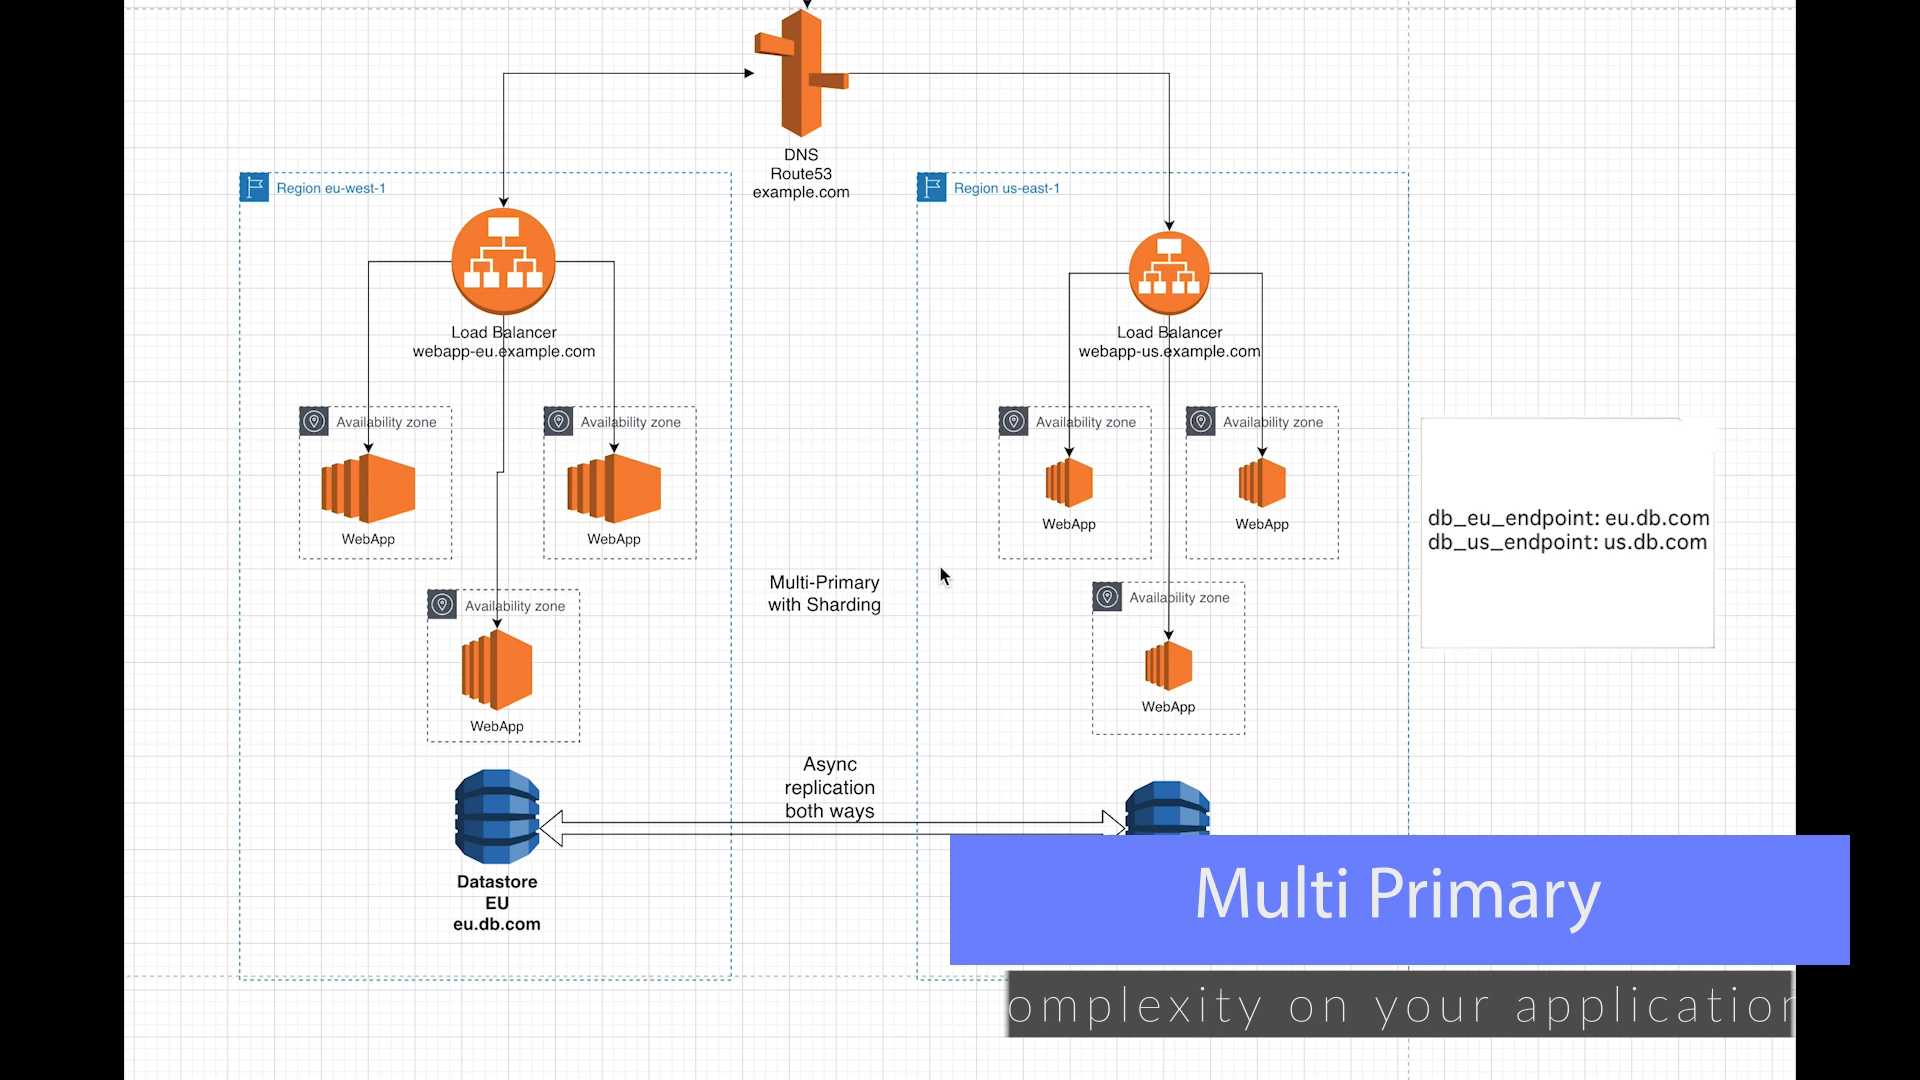 DNS
Route53
example.com
Region eu-west-1
Region us-east-1
Load Balancer
webapp-eu.example.com
Load Balancer
webapp-us.example.com
Availability zone
Availability zone
Availability zone
Availability zone
WebApp
WebApp
WebApp
WebApp
db_eu_endpoint: eu.db.com
db_us_endpoint: us.db.com
Multi-Primary
with Sharding
Availability zone
Availability zone
WebApp
WebApp
Async
replication
both ways
Datastore
EU
eu.db.com
Multi Primary
omplexity on your application